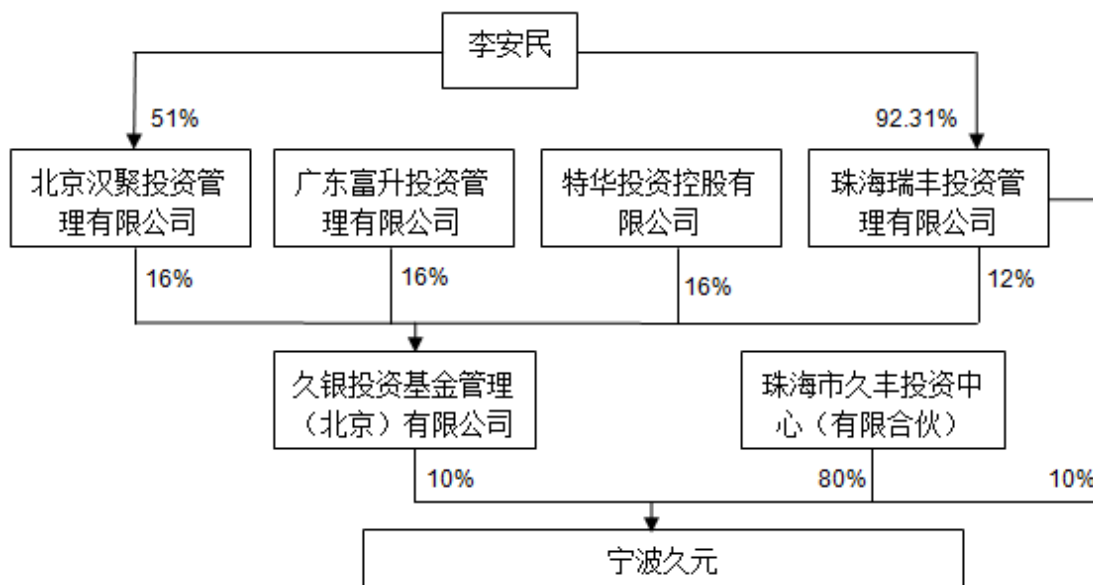 李安民
51%
92.31%
北京汉聚投资管
理有限公司
广东富升投资管
理有限公司
特华投资控股有
限公司
珠海瑞丰投资管
理有限公司
16%
16%
16%
12%
久银投资基金管理
（北京）有限公司
珠海市久丰投资中
心（有限合伙）
10%
80%
10%
宁波久元